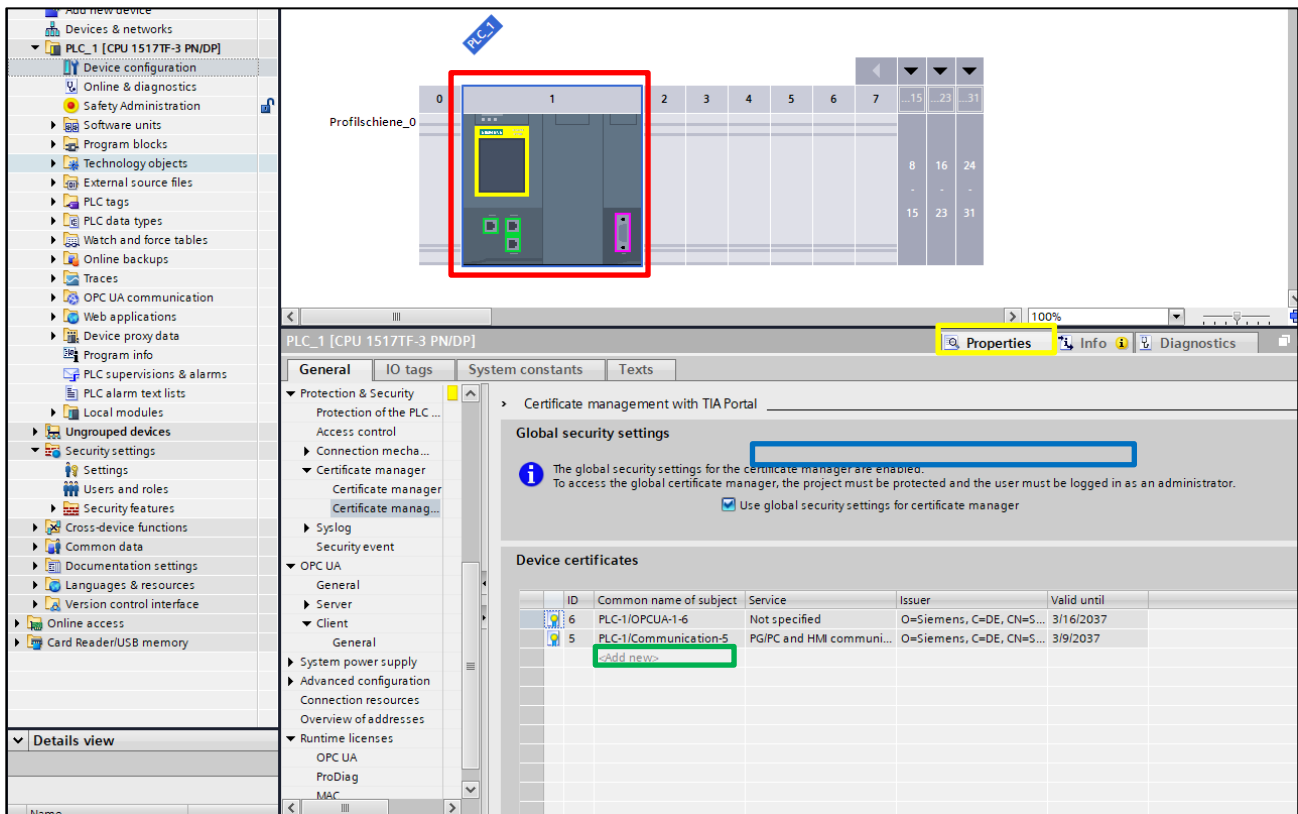 Add new device
Devices & networks
PLC_1 [CPU 1517TF-3 PN/DP]
Device configuration
Online & diagnostics
Safety Administration
Software units
Program blocks
Technology objects
External source files
PLC tags
PLC data types
Watch and force tables
Online backups
Traces
OPC UA communication
Web applications
Device proxy data
Program info
PLC supervisions & alarms
PLC alarm text lists
Local modules
Ungrouped devices
Security settings
Settings
Users and roles
Security features
Cross-device functions
Common data
Documentation settings
Languages & resources
Version control interface
Online access
Card Reader/USB memory
Details view
Name
PLC_1
0 1 2 3 4 5 6 7 ...15 ...23 ...31
Profilschiene_0
SIEMENS
8 16 24
- - -
15 23 31
100%
PLC_1 [CPU 1517TF-3 PN/DP]
Properties Info Diagnostics
General IO tags System constants Texts
Protection & Security
Protection of the PLC ...
Access control
Connection mecha...
Certificate manager
Certificate manager
Certificate manag...
Syslog
Security event
OPC UA
General
Server
Client
General
System power supply
Advanced configuration
Connection resources
Overview of addresses
Runtime licenses
OPC UA
ProDiag
MAC
Certificate management with TIA Portal
Global security settings
The global security settings for the certificate manager are enabled.
To access the global certificate manager, the project must be protected and the user must be logged in as an administrator.
Use global security settings for certificate manager
Device certificates
ID Common name of subject Service Issuer Valid until
6 PLC-1/OPCUA-1-6 Not specified O=Siemens, C=DE, CN=S... 3/16/2037
5 PLC-1/Communication-5 PG/PC and HMI communi... O=Siemens, C=DE, CN=S... 3/9/2037
<Add new>